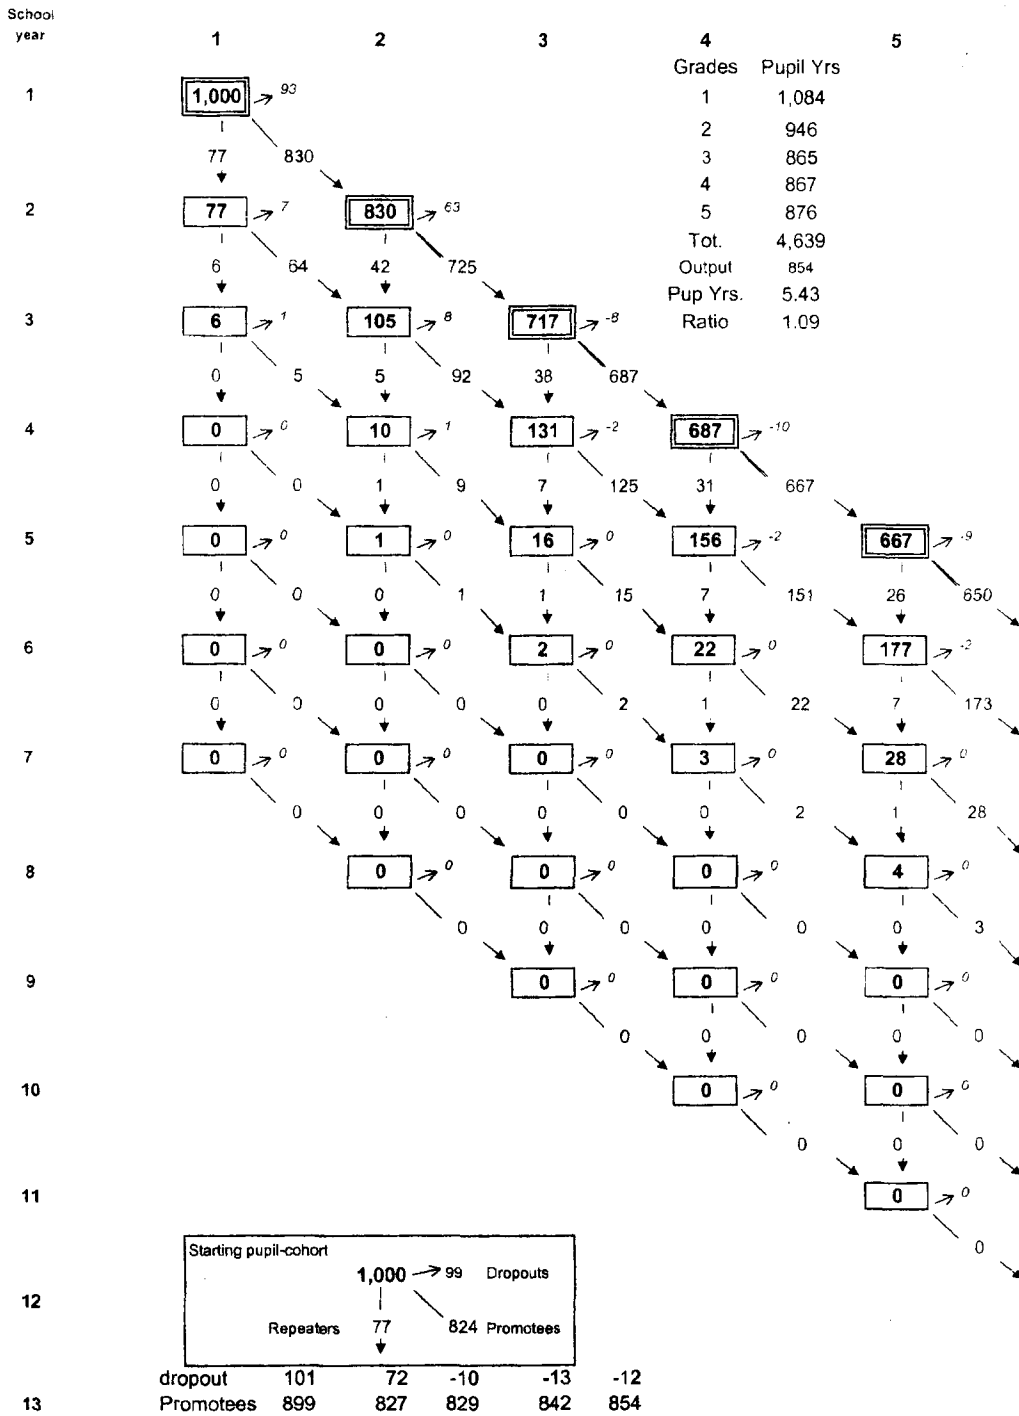 School
year 1 2 3 4 5
Grades Pupil Yrs
1 1,000 93 1 1,084
2 946
77 830 3 865
4 867
2 77 7 830 63 5 876
Tot. 4,639
6 64 42 725 Output 854
Pup Yrs. 5.43
3 6 1 105 8 717 -8 Ratio 1.09
0 5 5 92 38 687
4 0 0 10 1 131 -2 687 -10
0 0 1 9 7 125 31 667
5 0 0 1 0 16 0 156 -2 667 -9
0 0 0 1 1 15 7 151 26 650
6 0 0 0 0 2 0 22 0 177 -2
0 0 0 0 0 2 1 22 7 173
7 0 0 0 0 0 0 3 0 28 0
0 0 0 0 0 0 2 1 28
8 0 0 0 0 0 0 4 0
0 0 0 0 0 0 3
9 0 0 0 0 0 0
0 0 0 0 0
10 0 0 0 0
0 0 0
11 0 0
0
Starting pupil-cohort
1,000 99 Dropouts
12
Repeaters 77 824 Promotees
dropout 101 72 -10 -13 -12
13 Promotees 899 827 829 842 854